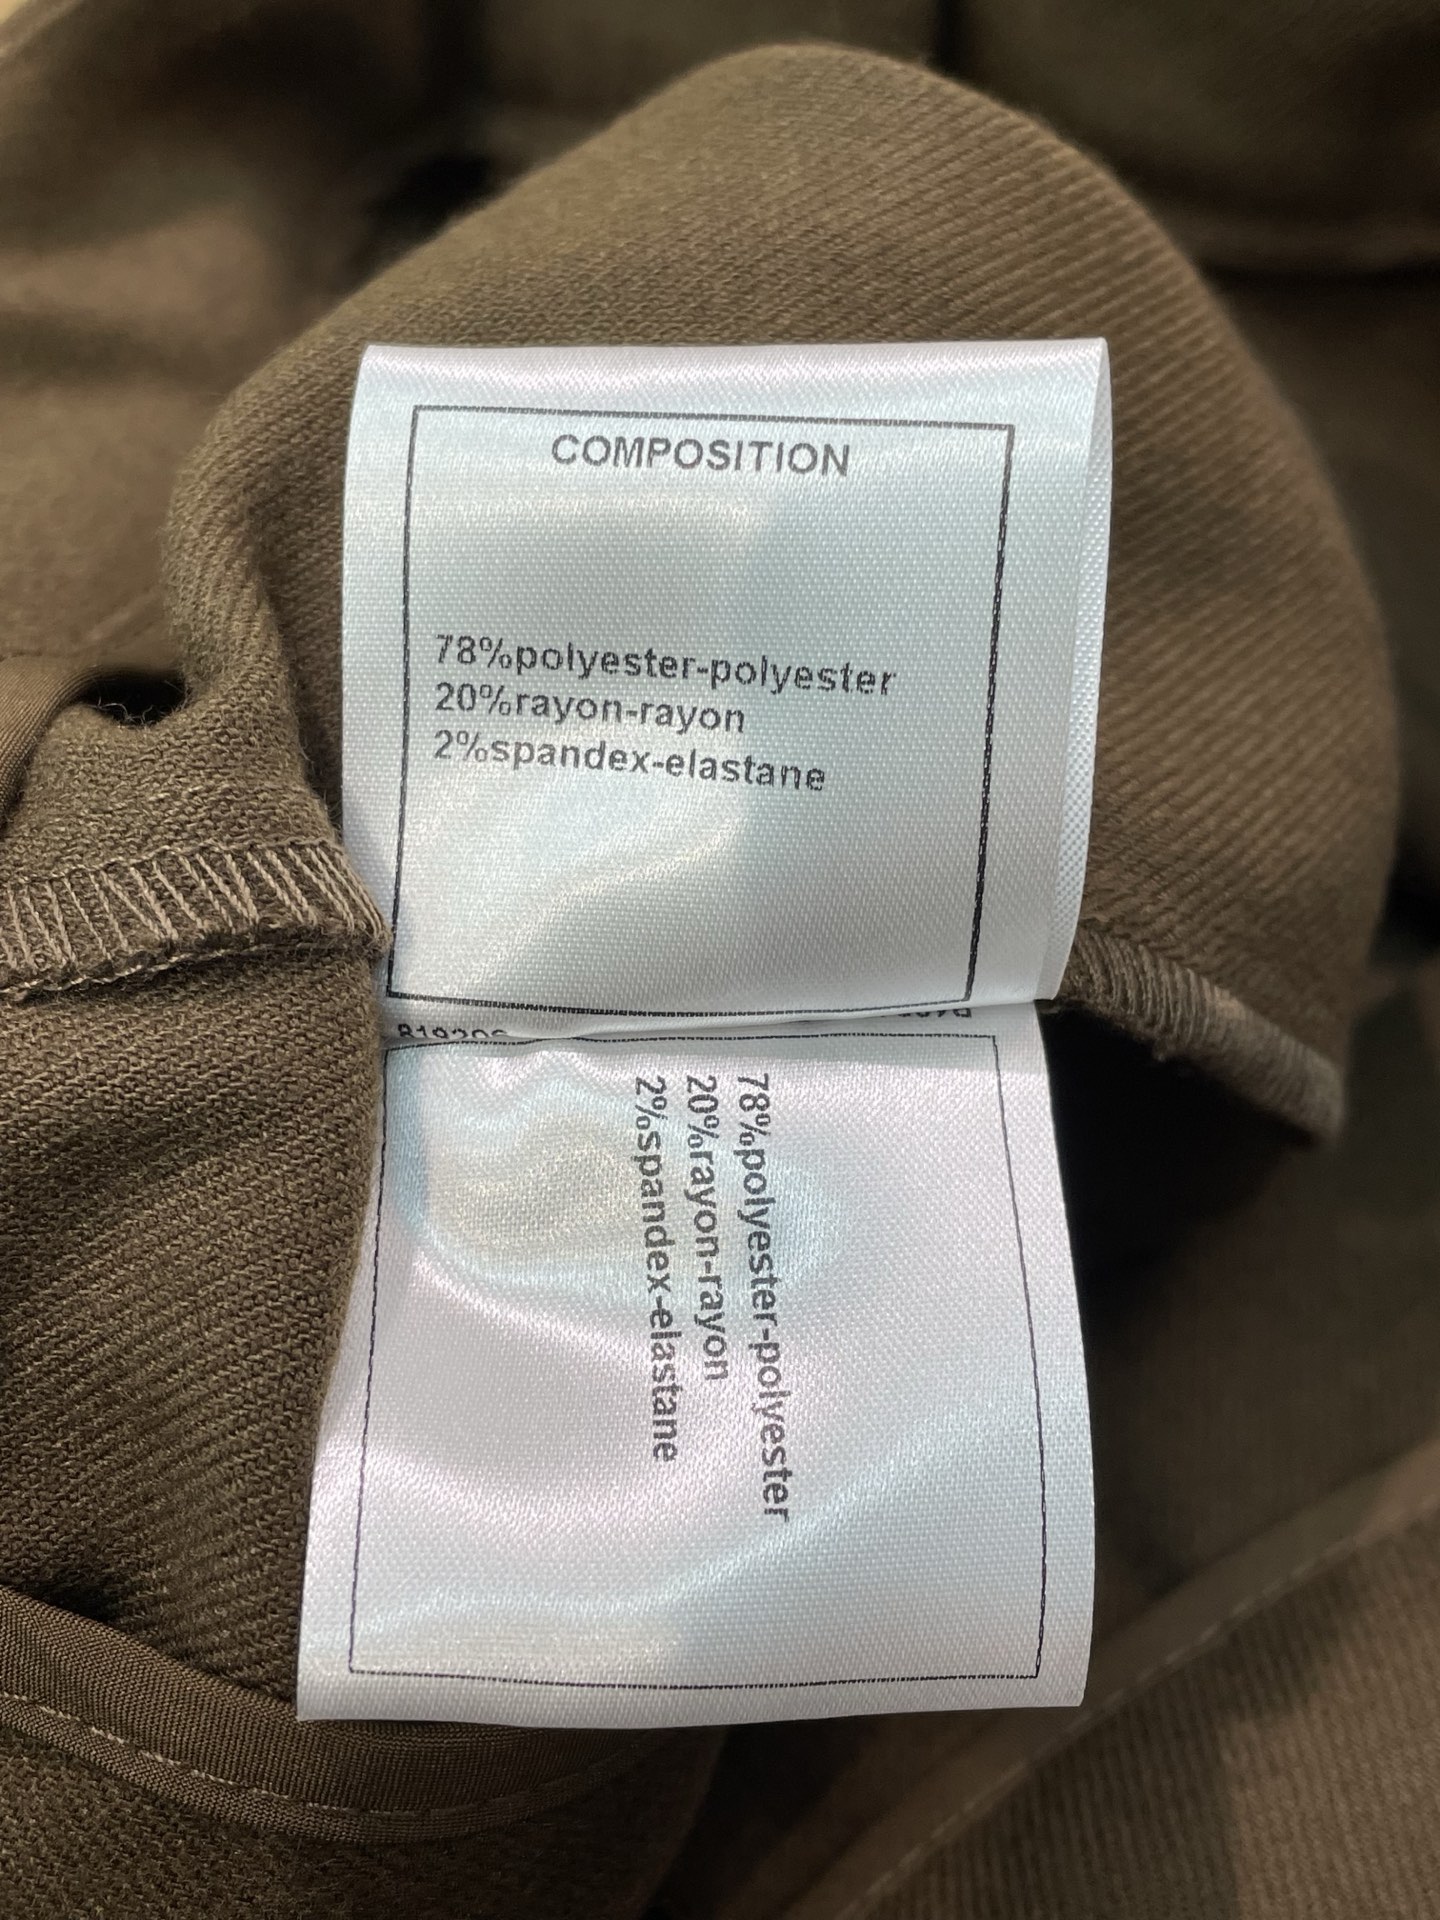 COMPOSITION
78%polyester-polyester
20%rayon-rayon
2%spandex-elastane
78%polyester-polyester
20%rayon-rayon
2%spandex-elastane